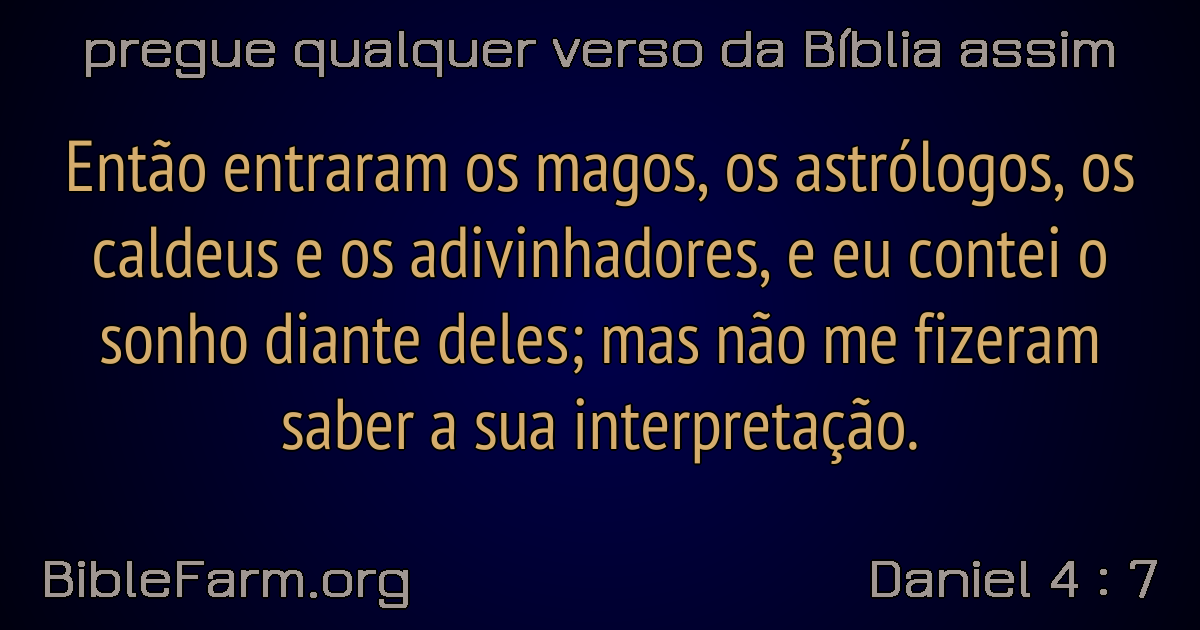 pregue qualquer verso da Bíblia assim
Então entraram os magos, os astrólogos, os
caldeus e os adivinhadores, e eu contei o
sonho diante deles; mas não me fizeram
saber a sua interpretação.
BibleFarm.org
Daniel 4 : 7